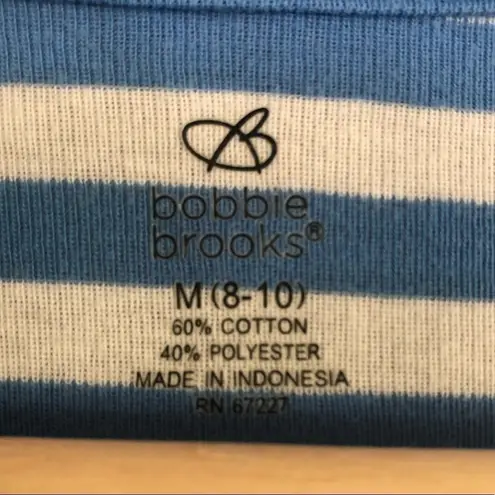 bobbie
brooks®
M (8-10)
60% COTTON
40% POLYESTER
MADE IN INDONESIA
RN 67227